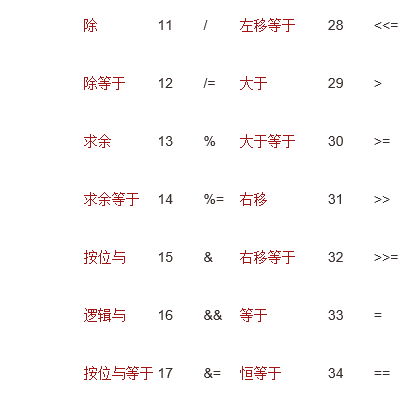 除 11 / 左移等于 28 <<=
除等于 12 /= 大于 29 >
求余 13 % 大于等于 30 >=
求余等于 14 %= 右移 31 >>
按位与 15 & 右移等于 32 >>=
逻辑与 16 && 等于 33 =
按位与等于 17 &= 恒等于 34 ==